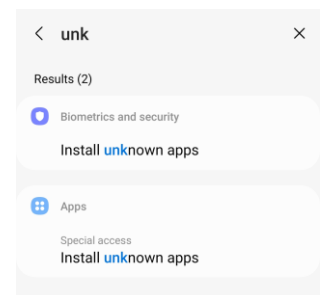 unk
Results (2)
Biometrics and security
Install unknown apps
Apps
Special access
Install unknown apps